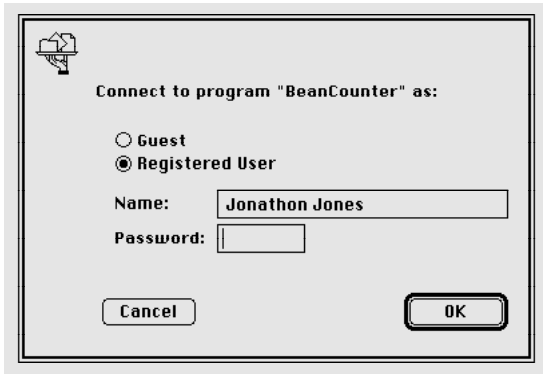 Connect to program "BeanCounter" as:
Guest
Registered User
Name: Jonathon Jones
Password:
Cancel OK